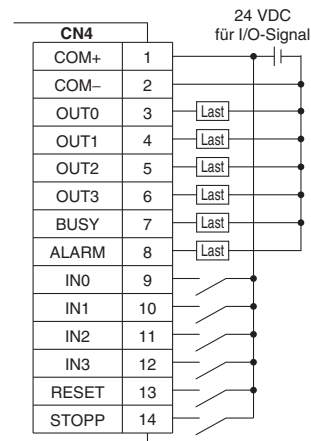 24 VDC
für I/O-Signal
CN4
COM+ 1
COM– 2
OUT0 3 Last
OUT1 4 Last
OUT2 5 Last
OUT3 6 Last
BUSY 7 Last
ALARM 8 Last
IN0 9
IN1 10
IN2 11
IN3 12
RESET 13
STOPP 14